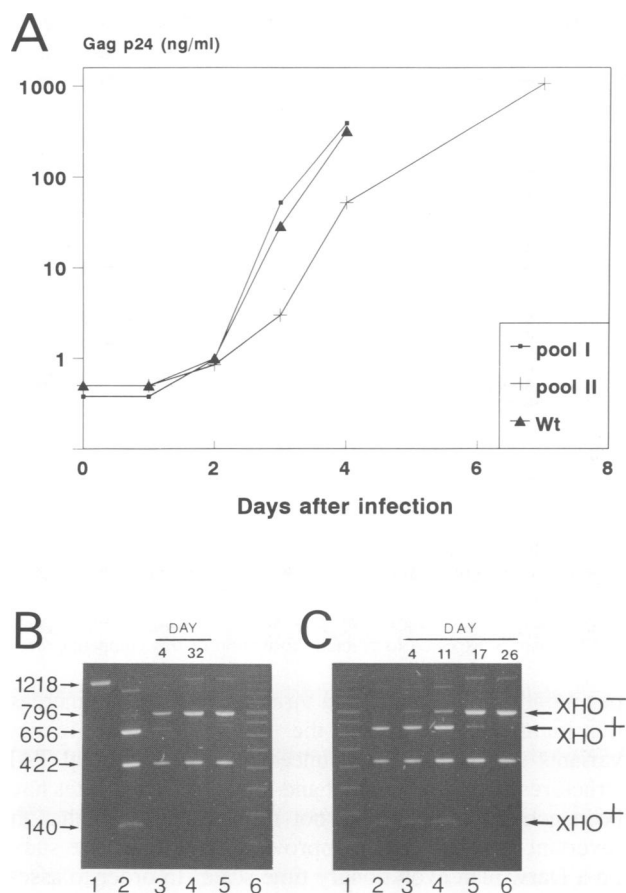 A
Gag p24 (ng/ml)
1000
100
10
1
0 2 4 6 8
pool I
pool II
Wt
Days after infection
B
DAY
4 32
1218
796
656
422
140
1 2 3 4 5 6
C
DAY
4 11 17 26
XHO−
XHO+
XHO+
1 2 3 4 5 6